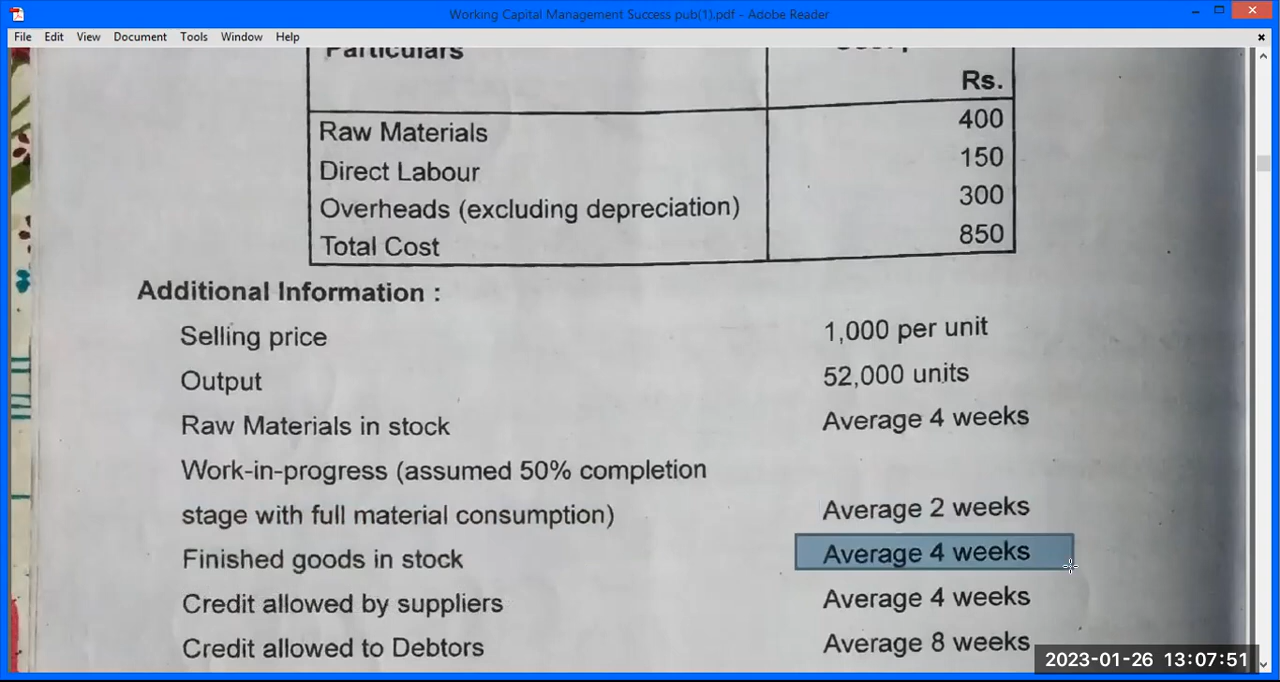 Working Capital Management Success pub(1).pdf - Adobe Reader
File Edit View Document Tools Window Help
Particulars
Rs.
Raw Materials 400
Direct Labour 150
Overheads (excluding depreciation) 300
Total Cost 850
Additional Information :
Selling price 1,000 per unit
Output 52,000 units
Raw Materials in stock Average 4 weeks
Work-in-progress (assumed 50% completion
stage with full material consumption) Average 2 weeks
Finished goods in stock Average 4 weeks
Credit allowed by suppliers Average 4 weeks
Credit allowed to Debtors Average 8 weeks
2023-01-26 13:07:51